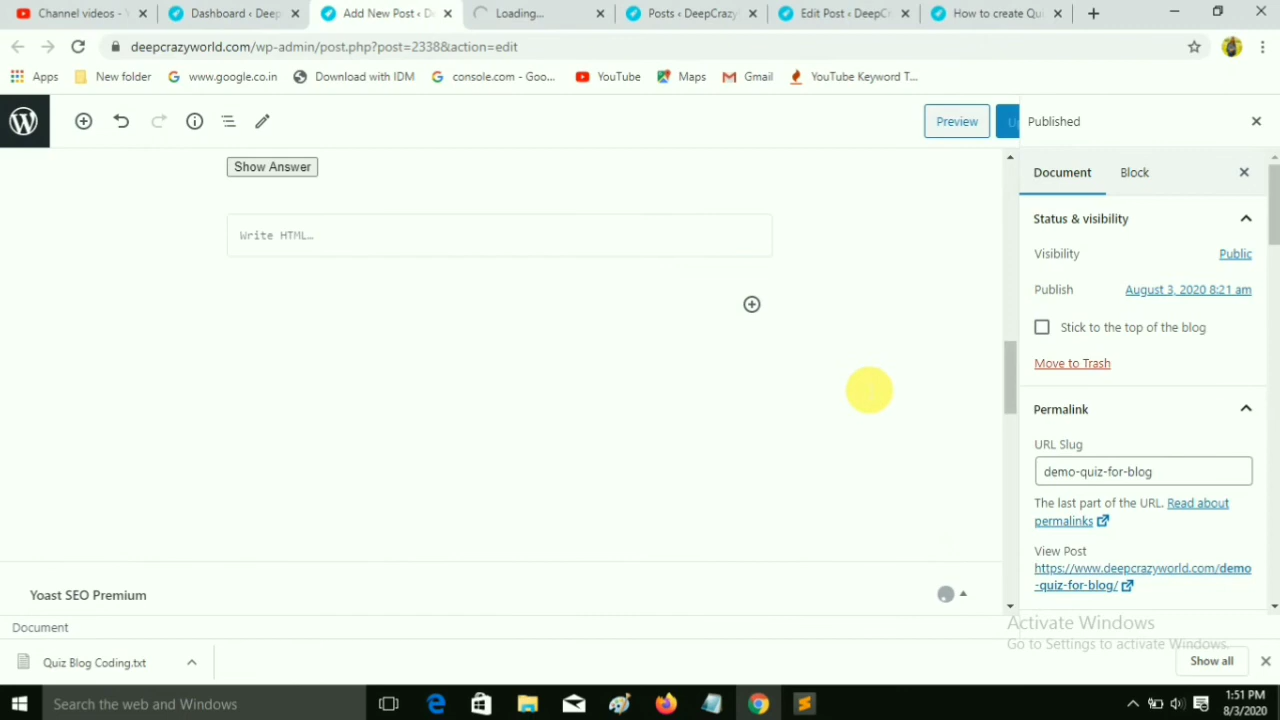 Channel videos -
Dashboard ‹ Deep
Add New Post ‹ D
Loading...
Posts ‹ DeepCrazy
Edit Post ‹ DeepC
How to create Qu
deepcrazyworld.com/wp-admin/post.php?post=2338&action=edit
Apps
New folder
www.google.co.in
Download with IDM
console.com - Goo...
YouTube
Maps
Gmail
YouTube Keyword T...
Preview
Published
Show Answer
Document
Block
Write HTML…
Status & visibility
Visibility
Public
Publish
August 3, 2020 8:21 am
Stick to the top of the blog
Move to Trash
Permalink
URL Slug
demo-quiz-for-blog
The last part of the URL. Read about
permalinks
View Post
https://www.deepcrazyworld.com/demo
-quiz-for-blog/
Yoast SEO Premium
Document
Activate Windows
Go to Settings to activate Windows.
Quiz Blog Coding.txt
Show all
Search the web and Windows
1:51 PM
8/3/2020